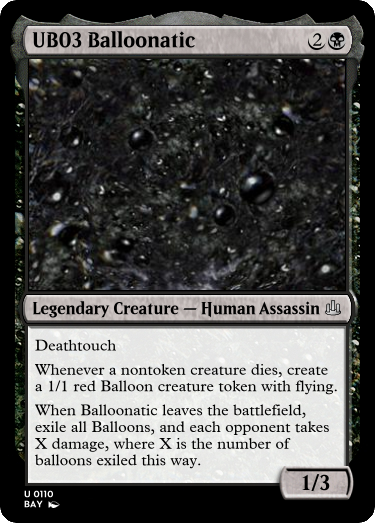 UB03 Balloonatic
2
Legendary Creature — Human Assassin
Deathtouch
Whenever a nontoken creature dies, create
a 1/1 red Balloon creature token with flying.
When Balloonatic leaves the battlefield,
exile all Balloons, and each opponent takes
X damage, where X is the number of
balloons exiled this way.
1/3
U 0110
BAY